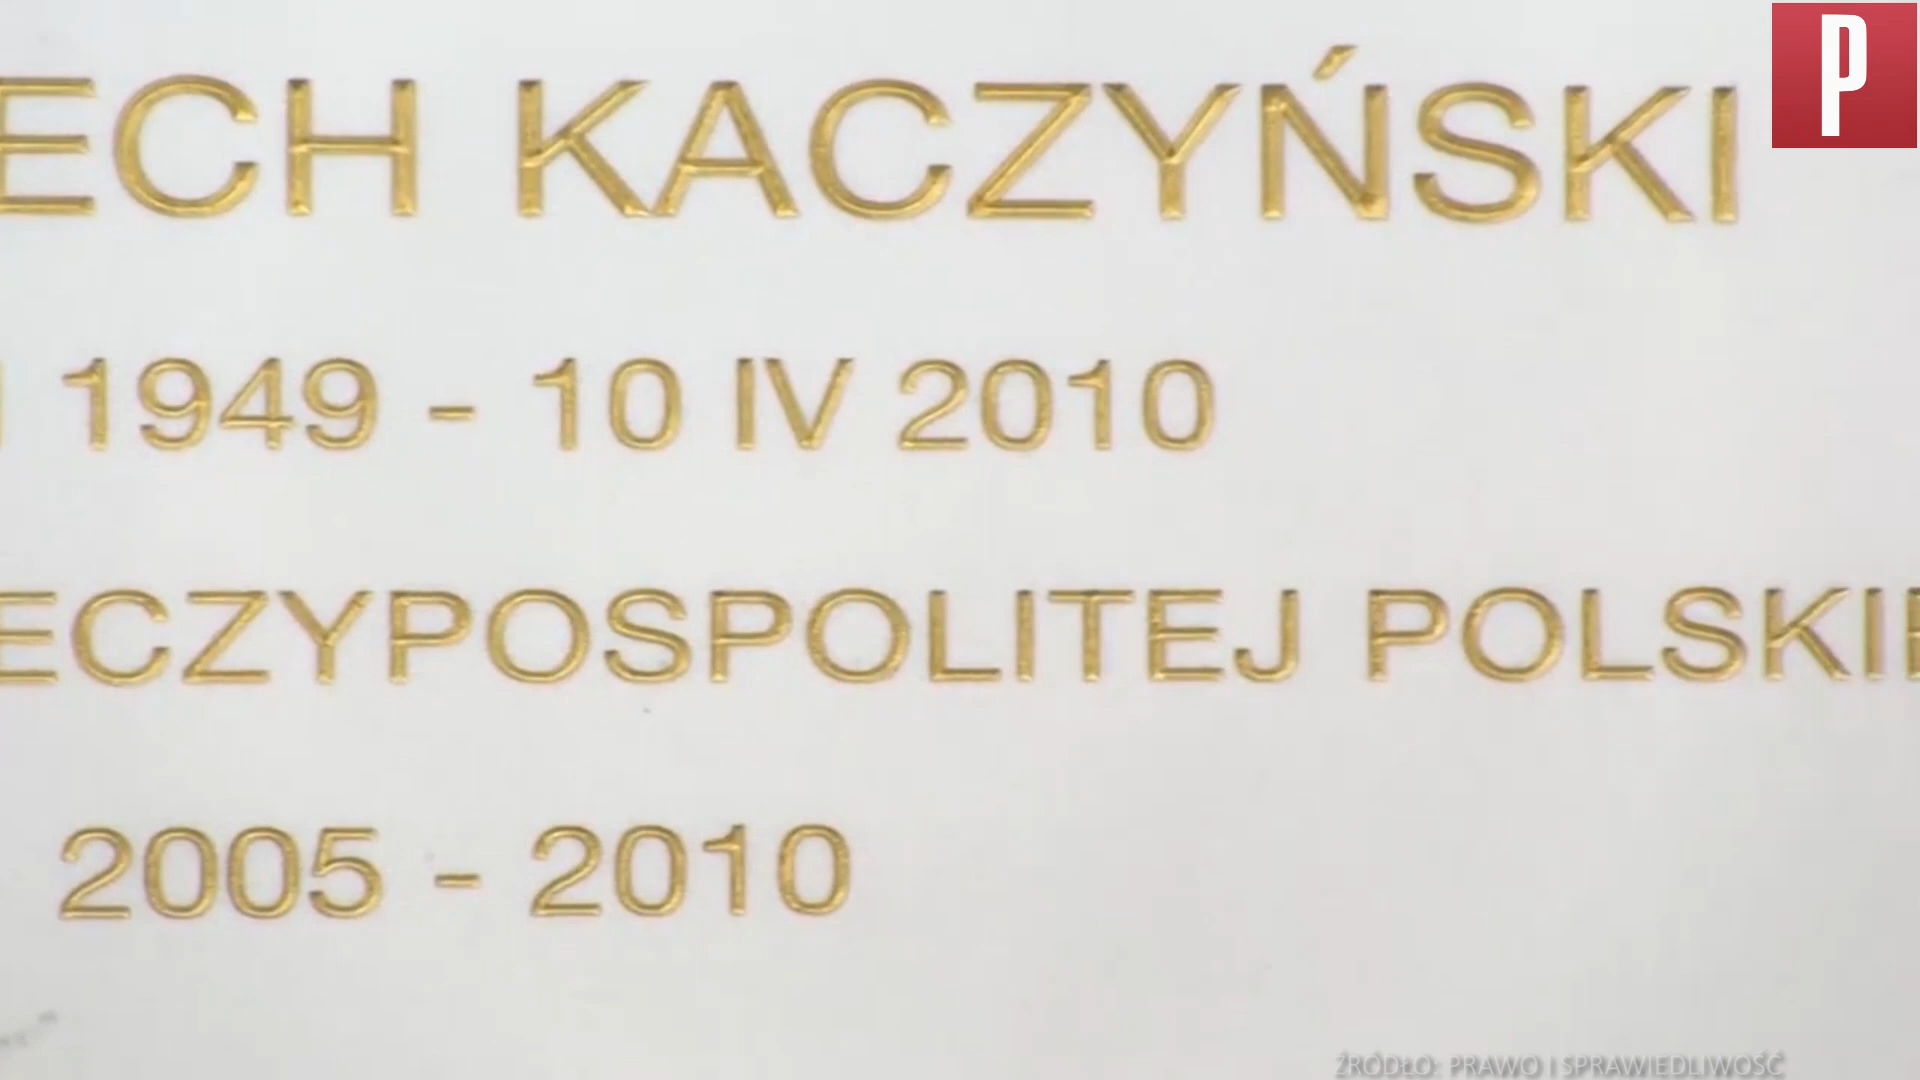 P
ECH KACZYŃSKI
1949 - 10 IV 2010
ECZYPOSPOLITEJ POLSKIE
2005 - 2010
ŹRÓDŁO: PRAWO I SPRAWIEDLIWOŚĆ